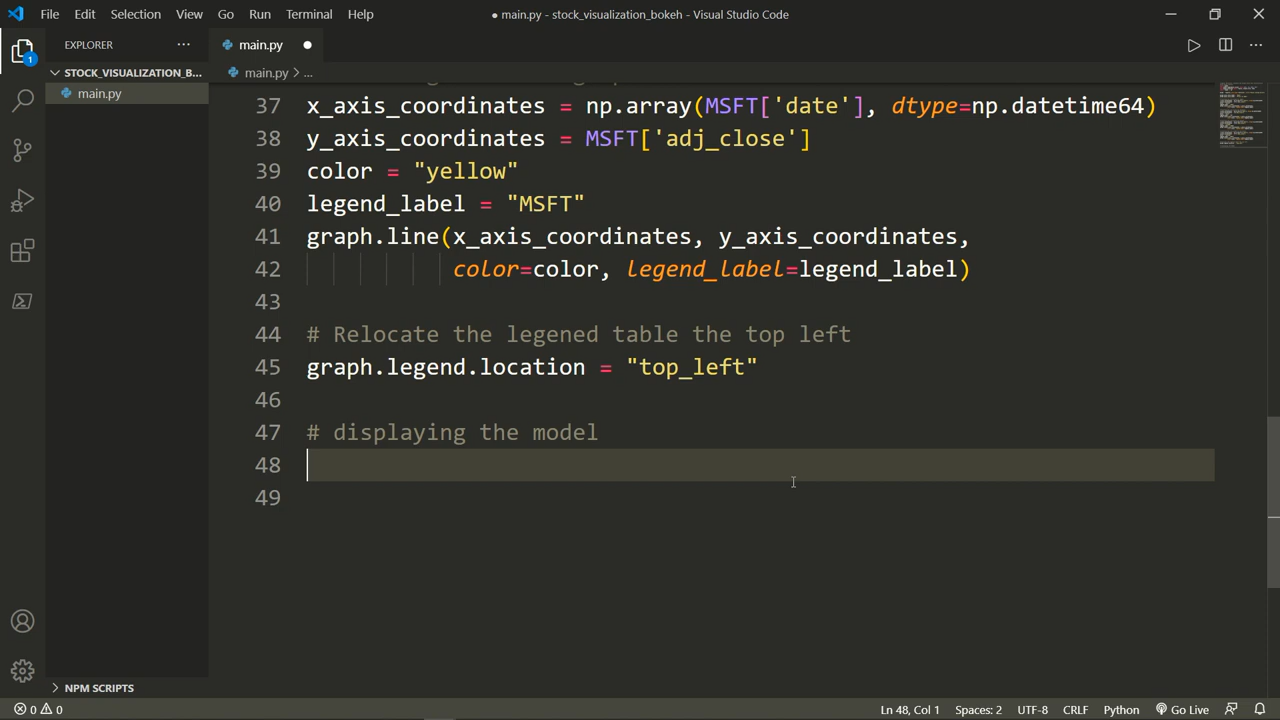 File Edit Selection View Go Run Terminal Help
● main.py - stock_visualization_bokeh - Visual Studio Code
1
EXPLORER
STOCK_VISUALIZATION_B...
main.py
NPM SCRIPTS
main.py
main.py > ...
37 x_axis_coordinates = np.array(MSFT['date'], dtype=np.datetime64)
38 y_axis_coordinates = MSFT['adj_close']
39 color = "yellow"
40 legend_label = "MSFT"
41 graph.line(x_axis_coordinates, y_axis_coordinates,
42 color=color, legend_label=legend_label)
43
44 # Relocate the legened table the top left
45 graph.legend.location = "top_left"
46
47 # displaying the model
48
49
0 0
Ln 48, Col 1 Spaces: 2 UTF-8 CRLF Python Go Live